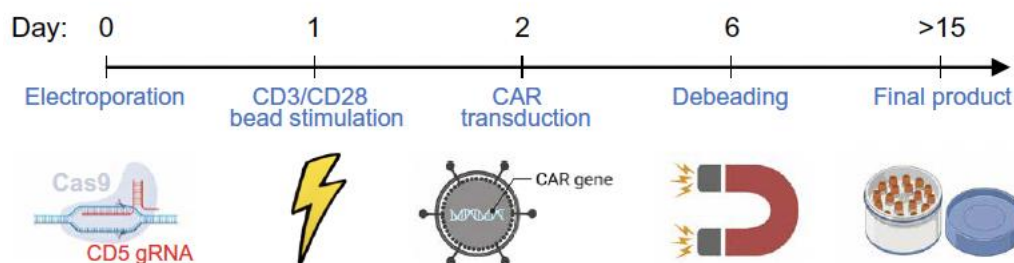 Day: 0 1 2 6 >15
Electroporation CD3/CD28 CAR Debeading Final product
bead stimulation transduction
Cas9
CAR gene
CD5 gRNA